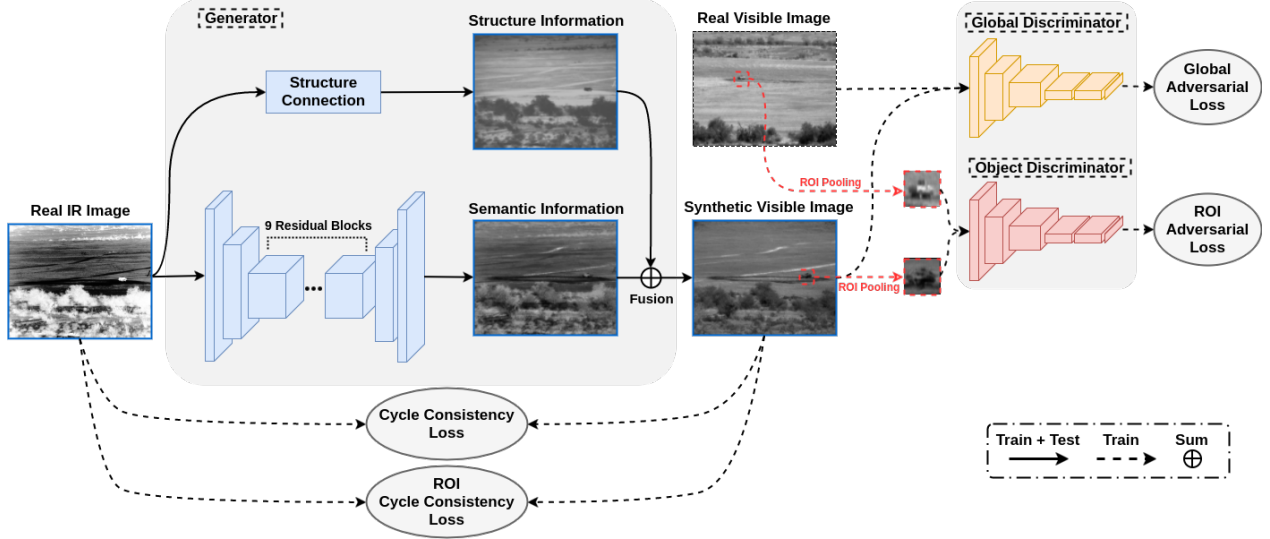 Generator
Structure Information
Real Visible Image
Global Discriminator
Structure
Connection
Global
Adversarial
Loss
ROI Pooling
Object Discriminator
Real IR Image
9 Residual Blocks
Semantic Information
Synthetic Visible Image
ROI
Adversarial
Loss
Fusion
ROI Pooling
Cycle Consistency
Loss
ROI
Cycle Consistency
Loss
Train + Test
Train
Sum